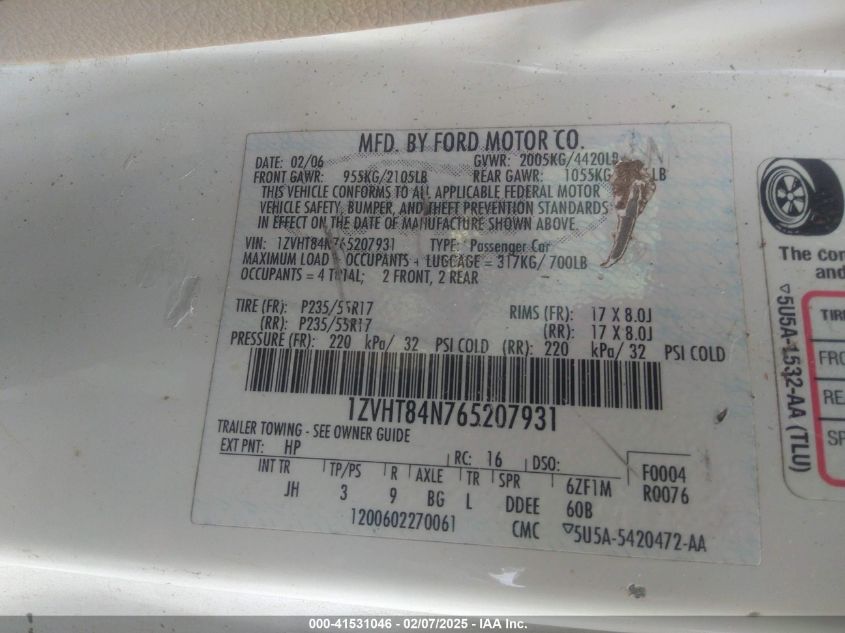 MFD. BY FORD MOTOR CO.
DATE: 02/06 GVWR: 2005KG/4420LB
FRONT GAWR: 955KG/2105LB REAR GAWR: 1055KG LB
THIS VEHICLE CONFORMS TO ALL APPLICABLE FEDERAL MOTOR
VEHICLE SAFETY, BUMPER, AND THEFT PREVENTION STANDARDS
IN EFFECT ON THE DATE OF MANUFACTURE SHOWN ABOVE.
VIN: 1ZVHT84N765207931 TYPE: Passenger Car
MAXIMUM LOAD = OCCUPANTS + LUGGAGE = 317KG/700LB
OCCUPANTS = 4 TOTAL; 2 FRONT, 2 REAR
TIRE (FR): P235/55R17 RIMS (FR): 17 X 8.0J
(RR): P235/55R17 (RR): 17 X 8.0J
PRESSURE (FR): 220 kPa/ 32 PSI COLD (RR): 220 kPa/ 32 PSI COLD
1ZVHT84N765207931
TRAILER TOWING - SEE OWNER GUIDE
EXT PNT: HP RC: 16 DSO: F0004
INT TR TP/PS R AXLE TR SPR 6ZF1M R0076
JH 3 9 BG L DDEE 60B
1200602270061 CMC ▽5U5A-5420472-AA
▽5U5A-1532-AA (TLU)
The
and
FRO
000-41531046 - 02/07/2025 - IAA Inc.